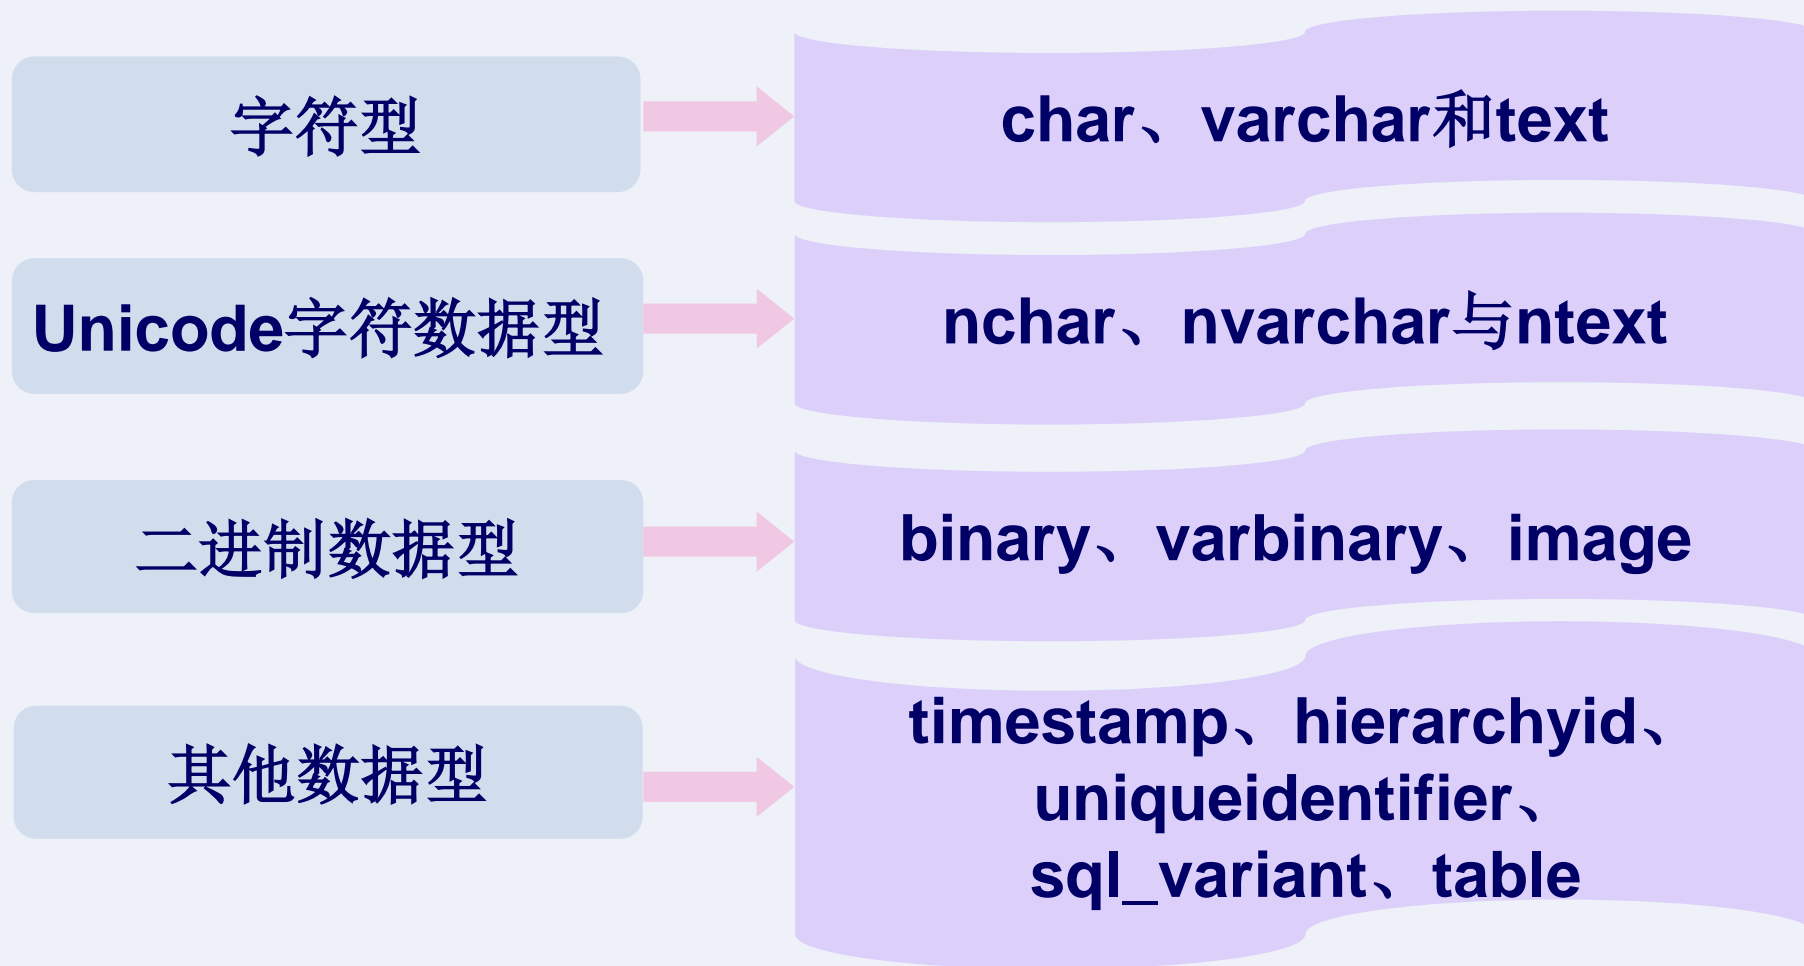 字符型
char、varchar和text
Unicode字符数据型
nchar、nvarchar与ntext
二进制数据型
binary、varbinary、image
其他数据型
timestamp、hierarchyid、
uniqueidentifier、
sql_variant、table